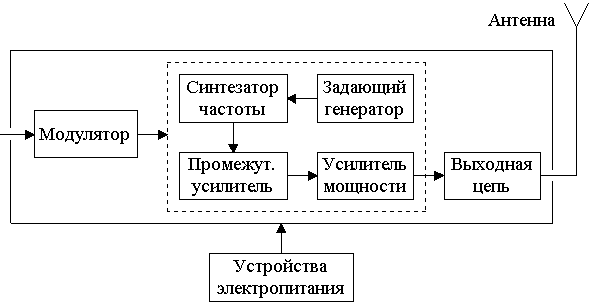 Антенна
Синтезатор
частоты
Задающий
генератор
Модулятор
Промежут.
усилитель
Усилитель
мощности
Выходная
цепь
Устройства
электропитания